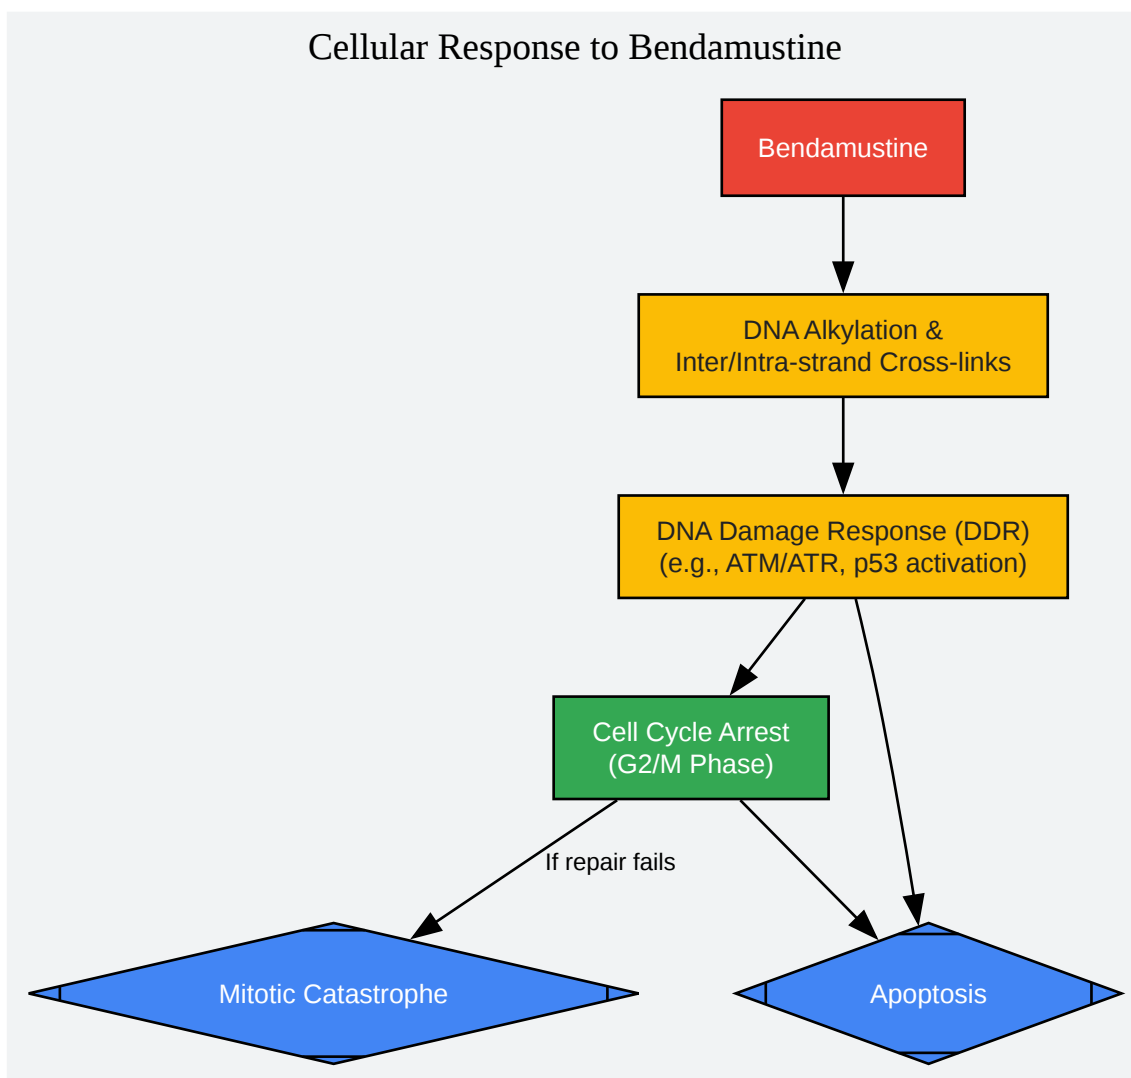 Cellular Response to Bendamustine
Bendamustine
DNA Alkylation &
Inter/Intra-strand Cross-links
DNA Damage Response (DDR)
(e.g., ATM/ATR, p53 activation)
Cell Cycle Arrest
(G2/M Phase)
If repair fails
Mitotic Catastrophe
Apoptosis